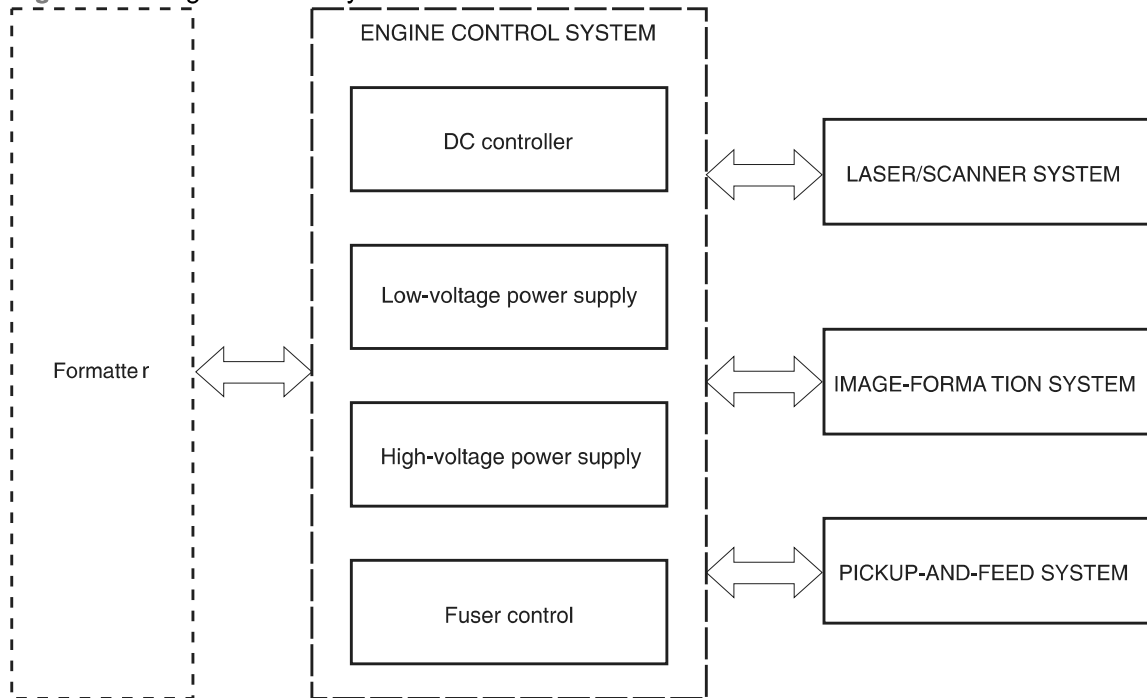 ENGINE CONTROL SYSTEM
DC controller
LASER/SCANNER SYSTEM
Low-voltage power supply
Formatter
IMAGE-FORMA TION SYSTEM
High-voltage power supply
PICKUP-AND-FEED SYSTEM
Fuser control